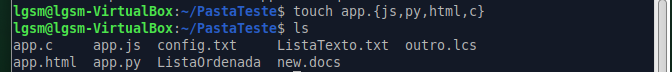 lgsm@lgsm-VirtualBox:~/PastaTeste$ touch app.{js,py,html,c}
lgsm@lgsm-VirtualBox:~/PastaTeste$ ls
app.c     app.js  config.txt     ListaTexto.txt  outro.lcs
app.html  app.py  ListaOrdenada  new.docs